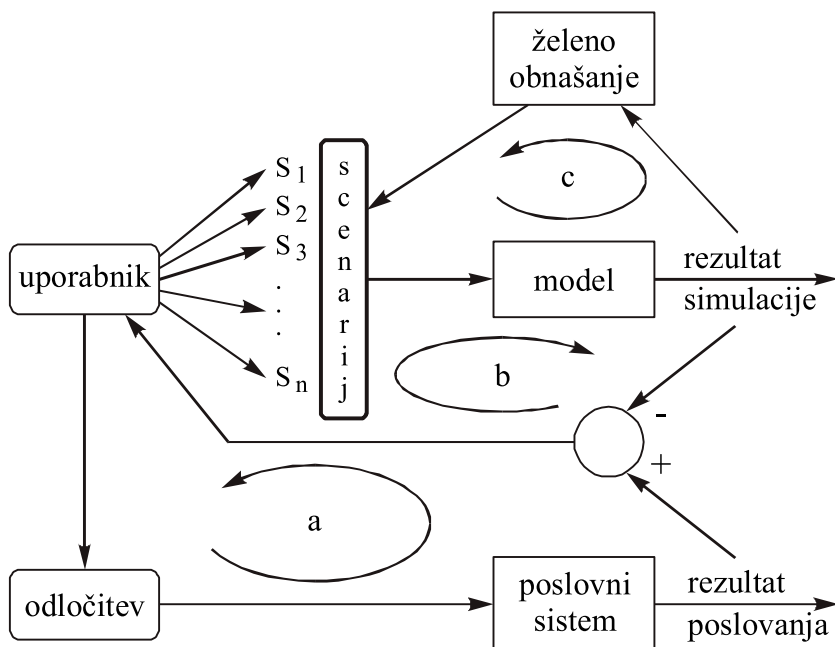 želeno
obnašanje
s
c
e
n
a
r
i
j
S1
S2
S3
.
.
.
Sn
c
uporabnik
model
rezultat
simulacije
b
-
+
a
odločitev
poslovni
sistem
rezultat
poslovanja